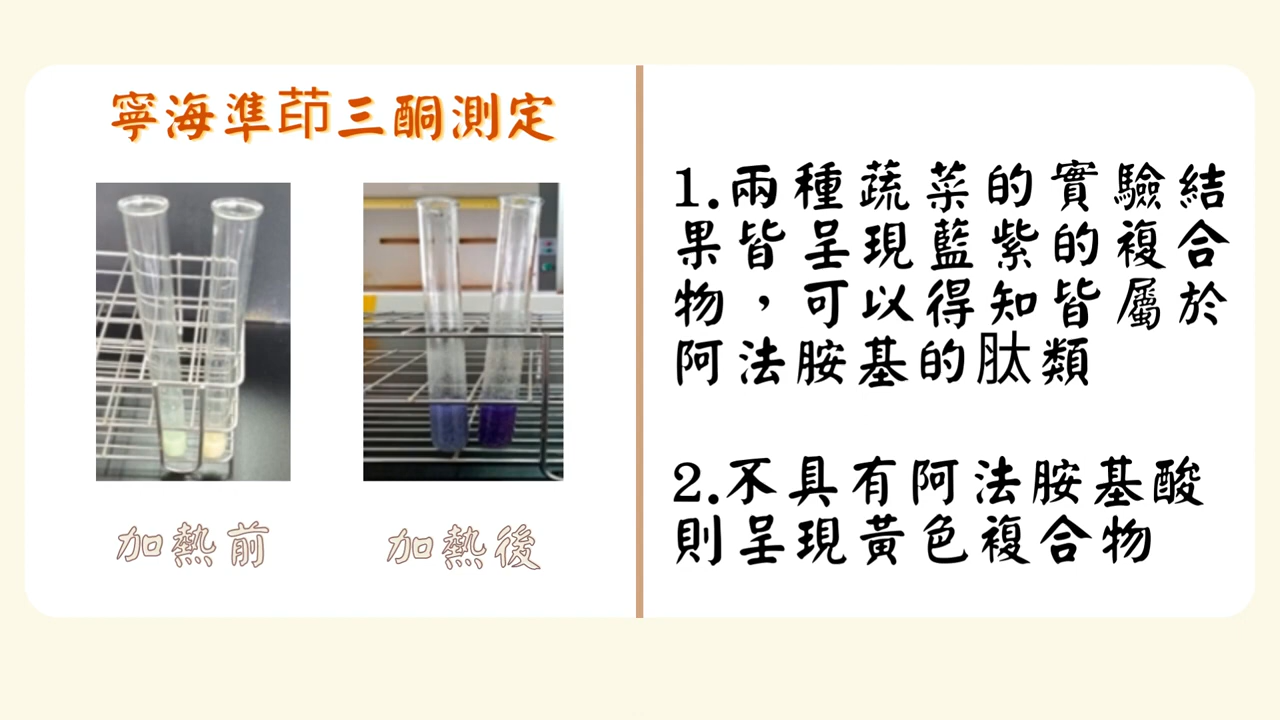 寧海準茚三酮測定
加熱前
加熱後
1.兩種蔬菜的實驗結
果皆呈現藍紫的複合
物，可以得知皆屬於
阿法胺基的肽類
2.不具有阿法胺基酸
則呈現黃色複合物